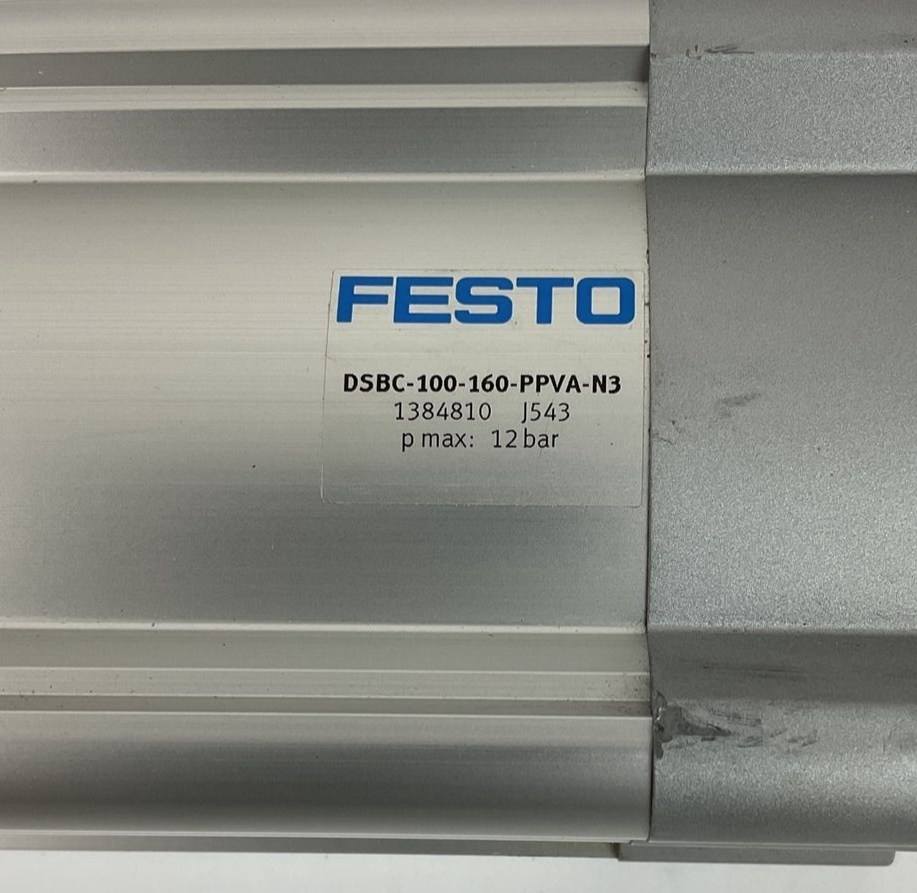 FESTO
DSBC-100-160-PPVA-N3
1384810 J543
p max: 12 bar